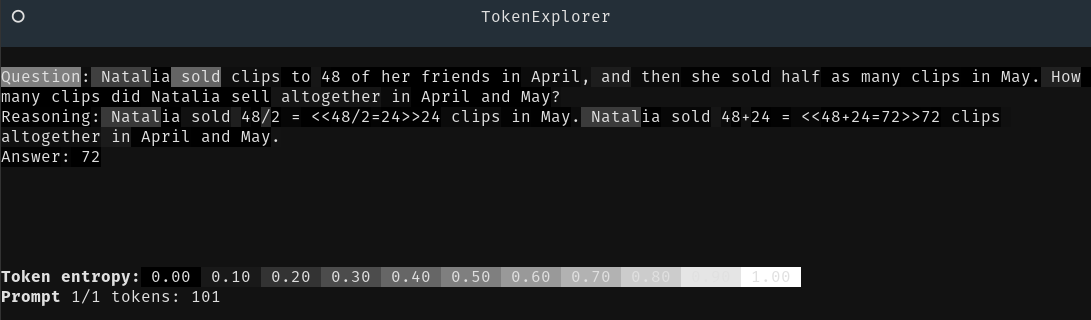 TokenExplorer
Question: Natalia sold clips to 48 of her friends in April, and then she sold half as many clips in May. How
many clips did Natalia sell altogether in April and May?
Reasoning: Natalia sold 48/2 = <<48/2=24>>24 clips in May. Natalia sold 48+24 = <<48+24=72>>72 clips
altogether in April and May.
Answer: 72
Token entropy: 0.00 0.10 0.20 0.30 0.40 0.50 0.60 0.70 0.80 1.00
Prompt 1/1 tokens: 101